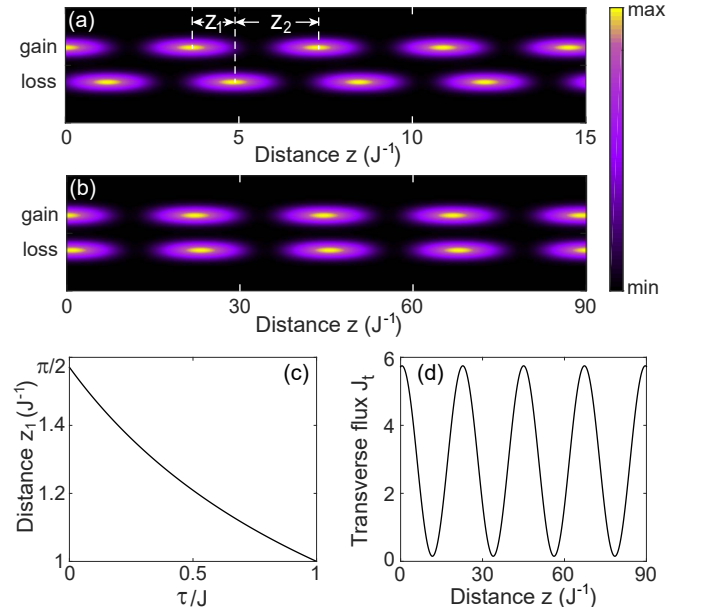 (a) z₁ z₂
gain
loss
0 5 10 15
Distance z (J⁻¹)
max
min
(b)
gain
loss
0 30 60 90
Distance z (J⁻¹)
(c)
π/2
1.4
1.2
1
Distance z₁ (J⁻¹)
0 0.5 1
τ/J
(d)
6
4
2
0
Transverse flux Jₜ
0 30 60 90
Distance z (J⁻¹)